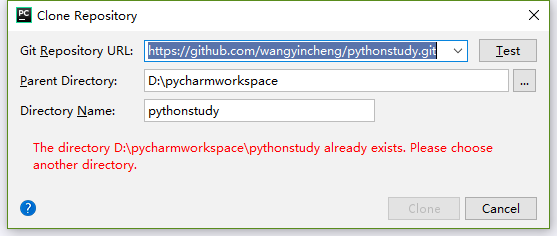 PC Clone Repository
Git Repository URL: https://github.com/wangyincheng/pythonstudy.git Test
Parent Directory: D:\pycharmworkspace ...
Directory Name: pythonstudy
The directory D:\pycharmworkspace\pythonstudy already exists. Please choose
another directory.
? Clone Cancel